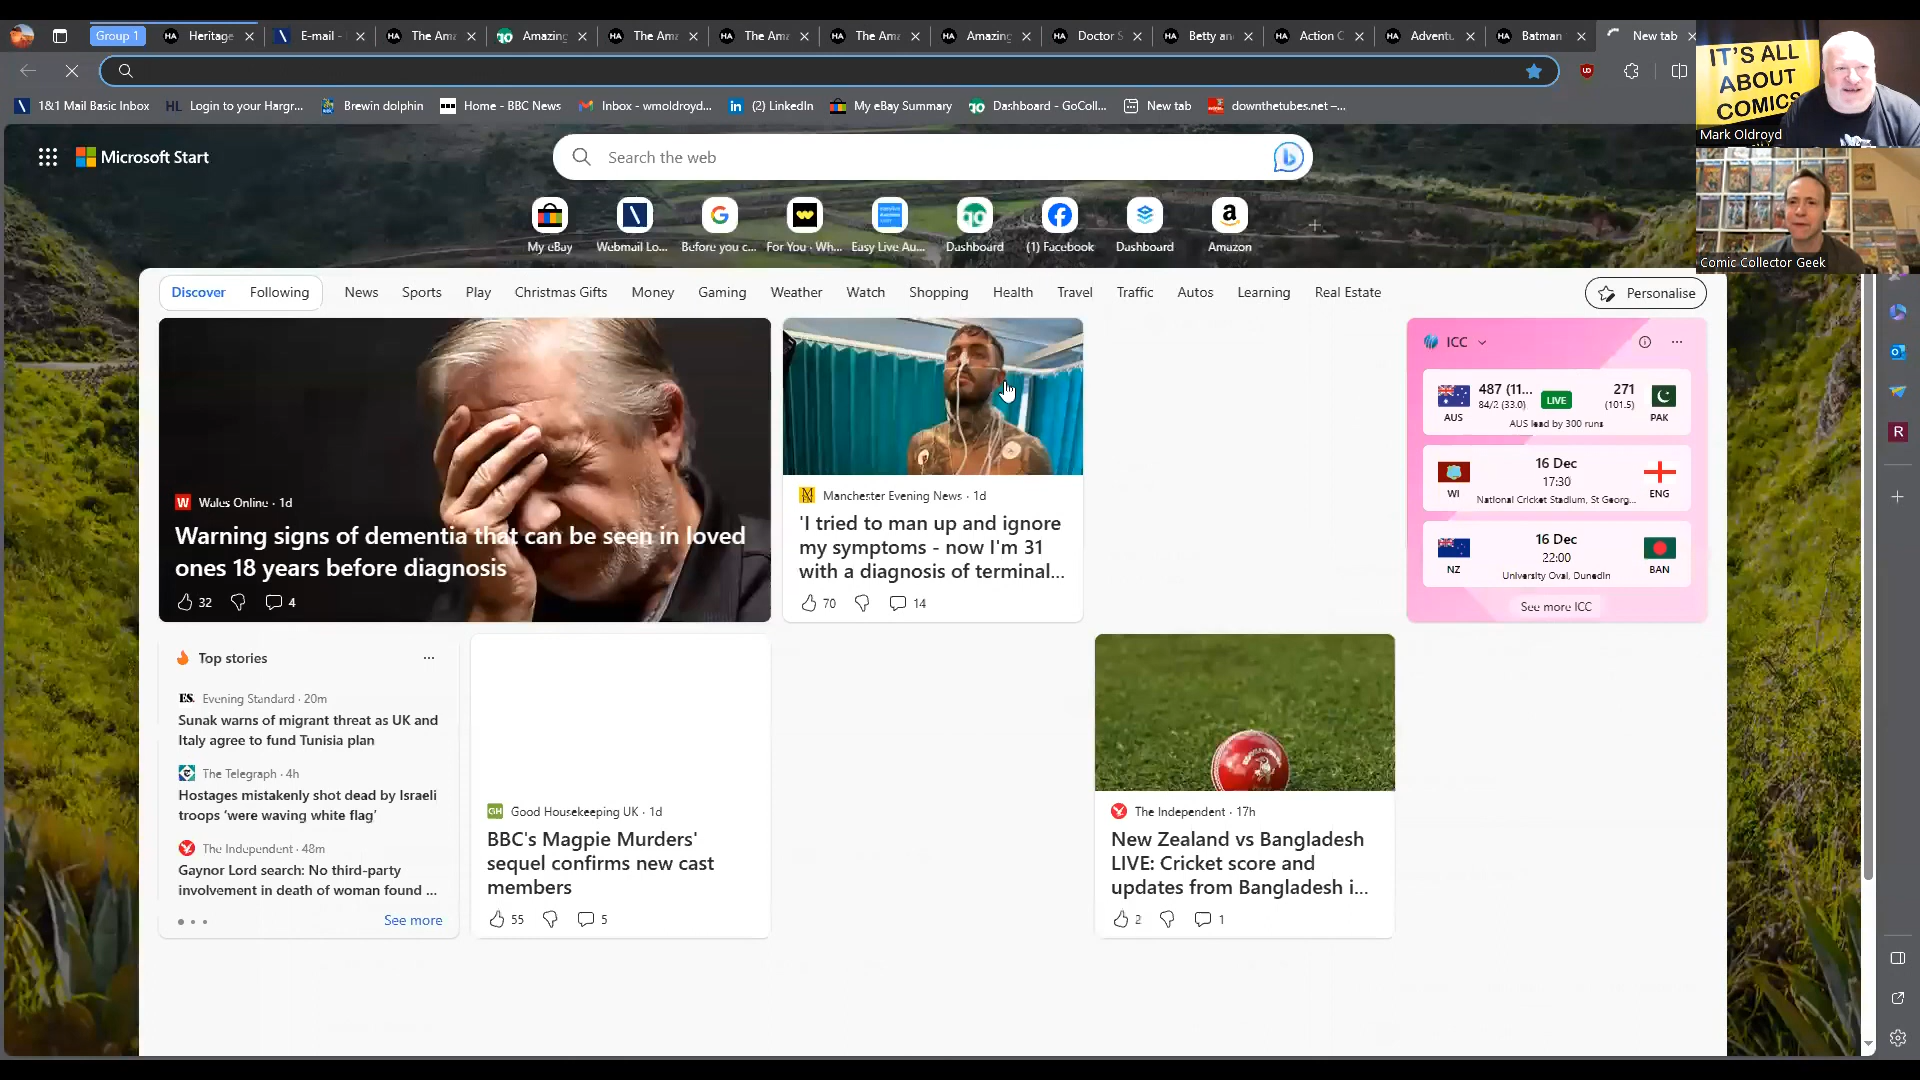 Group 1
Heritage
E-mail -
The Ama
Amazing
The Ama
The Ama
The Ama
Amazing
Doctor S
Betty an
Action C
Adventu
Batman
New tab
1&1 Mail Basic Inbox
Login to your Hargr...
Brewin dolphin
Home - BBC News
Inbox - wmoldroyd...
(2) LinkedIn
My eBay Summary
Dashboard - GoColl...
New tab
downthetubes.net –...
IT'S ALL
ABOUT
COMICS
Mark Oldroyd
Comic Collector Geek
Microsoft Start
Search the web
My eBay
Webmail Lo...
Before you c...
For You · Wh...
Easy Live Au...
Dashboard
(1) Facebook
Dashboard
Amazon
Discover
Following
News
Sports
Play
Christmas Gifts
Money
Gaming
Weather
Watch
Shopping
Health
Travel
Traffic
Autos
Learning
Real Estate
Personalise
Wales Online · 1d
Warning signs of dementia that can be seen in loved
ones 18 years before diagnosis
32
4
Manchester Evening News · 1d
'I tried to man up and ignore
my symptoms - now I'm 31
with a diagnosis of terminal...
70
14
ICC
487 (11...
271
84/2 (33.0)
LIVE
(101.5)
AUS
PAK
AUS lead by 300 runs
16 Dec
17:30
WI
ENG
National Cricket Stadium, St Georg...
16 Dec
22:00
NZ
BAN
University Oval, Dunedin
See more ICC
Top stories
ES. Evening Standard · 20m
Sunak warns of migrant threat as UK and
Italy agree to fund Tunisia plan
The Telegraph · 4h
Hostages mistakenly shot dead by Israeli
troops ‘were waving white flag’
The Independent · 48m
Gaynor Lord search: No third-party
involvement in death of woman found ...
See more
GH Good Housekeeping UK · 1d
BBC's Magpie Murders'
sequel confirms new cast
members
55
5
The Independent · 17h
New Zealand vs Bangladesh
LIVE: Cricket score and
updates from Bangladesh i...
2
1